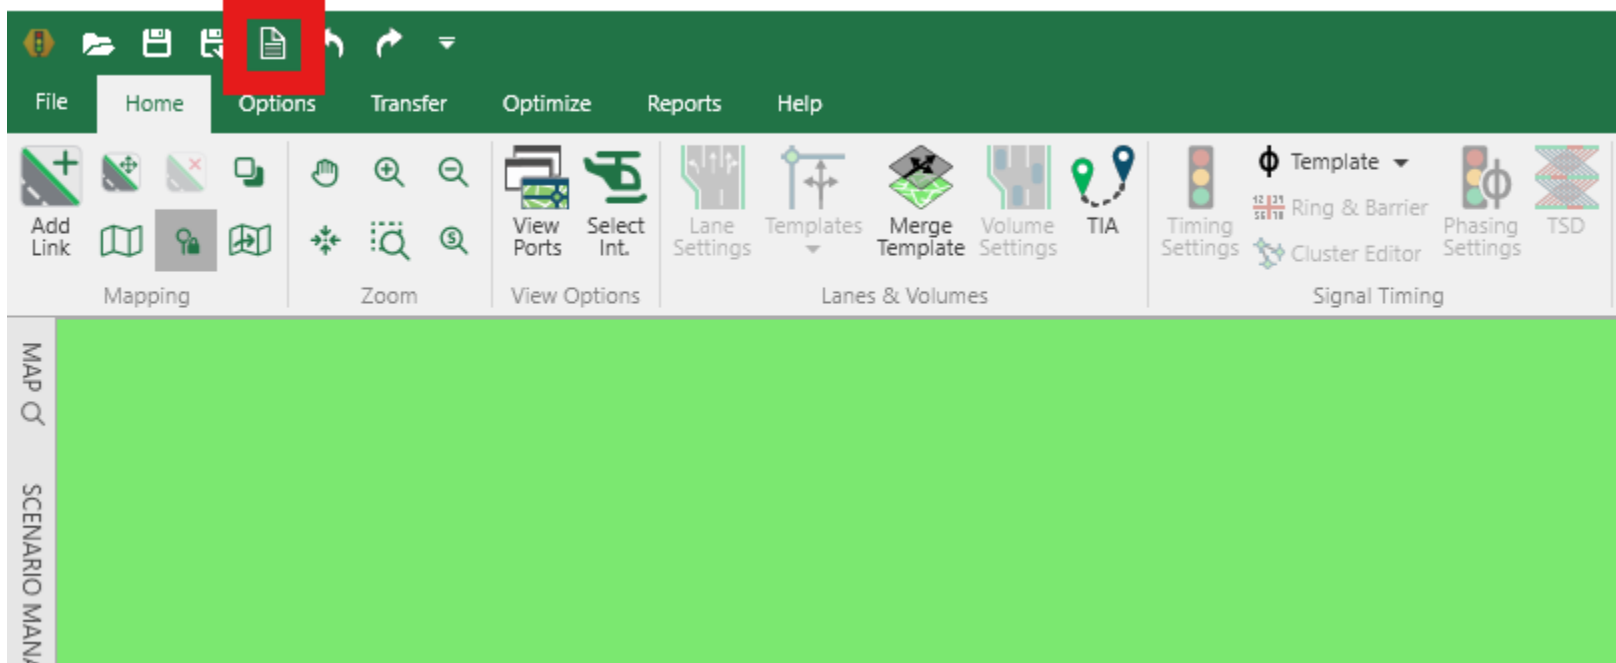 File Home Options Transfer Optimize Reports Help
Add
Link
View
Ports
Select
Int.
Lane
Settings
Templates
Merge
Template
Volume
Settings
TIA
Timing
Settings
Template
Ring & Barrier
Cluster Editor
Phasing
Settings
TSD
Mapping Zoom View Options Lanes & Volumes Signal Timing
MAP
SCENARIO